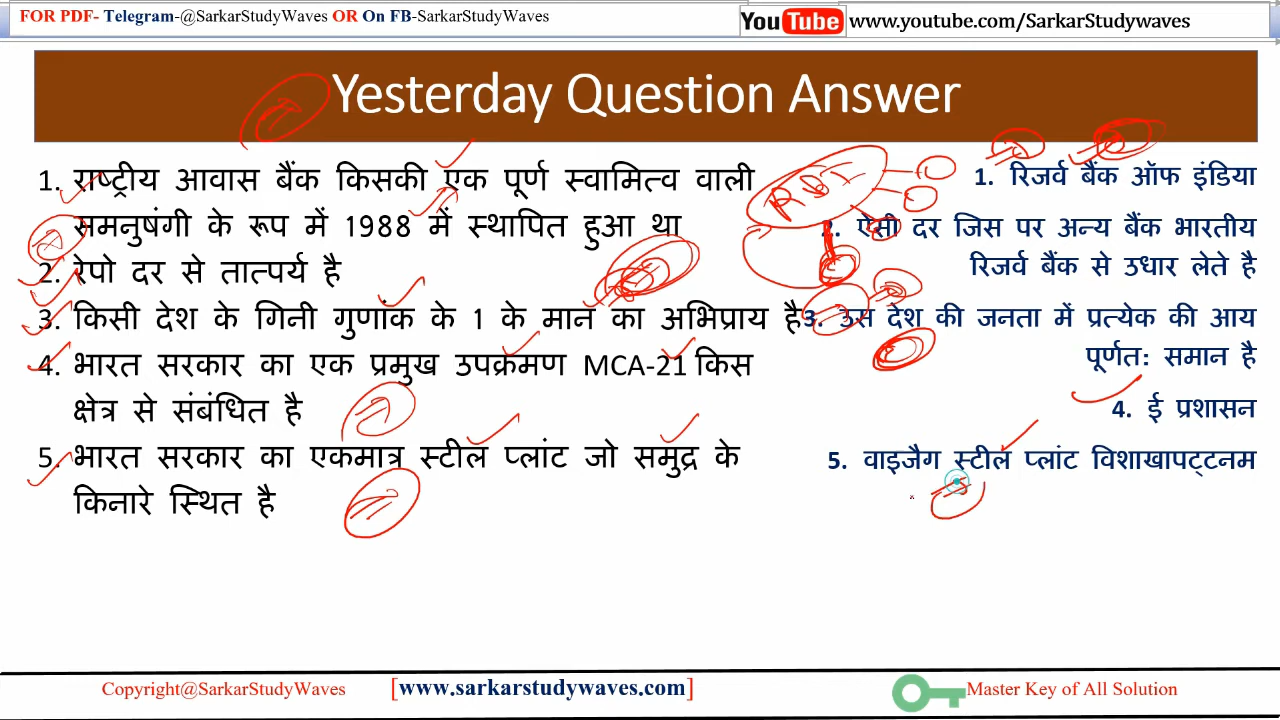 FOR PDF- Telegram-@SarkarStudyWaves OR On FB-SarkarStudyWaves
YouTube www.youtube.com/SarkarStudywaves
Yesterday Question Answer
1. राष्ट्रीय आवास बैंक किसकी एक पूर्ण स्वामित्व वाली
समनुषंगी के रूप में 1988 में स्थापित हुआ था
2. रेपो दर से तात्पर्य है
3. किसी देश के गिनी गुणांक के 1 के मान का अभिप्राय है
4. भारत सरकार का एक प्रमुख उपक्रमण MCA-21 किस
क्षेत्र से संबंधित है
5. भारत सरकार का एकमात्र स्टील प्लांट जो समुद्र के
किनारे स्थित है
RBI
1. रिजर्व बैंक ऑफ इंडिया
2. ऐसी दर जिस पर अन्य बैंक भारतीय
रिजर्व बैंक से उधार लेते है
3. उस देश की जनता में प्रत्येक की आय
पूर्णत: समान है
4. ई प्रशासन
5. वाइजैग स्टील प्लांट विशाखापट्टनम
Copyright@SarkarStudyWaves
[www.sarkarstudywaves.com]
Master Key of All Solution